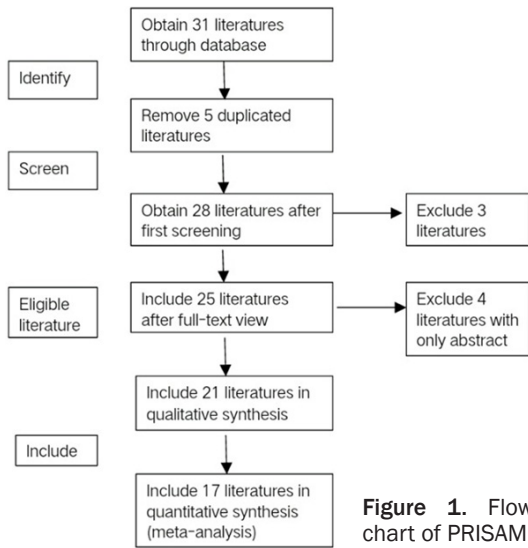 Obtain 31 literatures
through database
Identify
Remove 5 duplicated
literatures
Screen
Obtain 28 literatures after
first screening
Exclude 3
literatures
Eligible
literature
Include 25 literatures
after full-text view
Exclude 4
literatures with
only abstract
Include 21 literatures in
qualitative synthesis
Include
Include 17 literatures in
quantitative synthesis
(meta-analysis)
Figure 1. Flow
chart of PRISAM